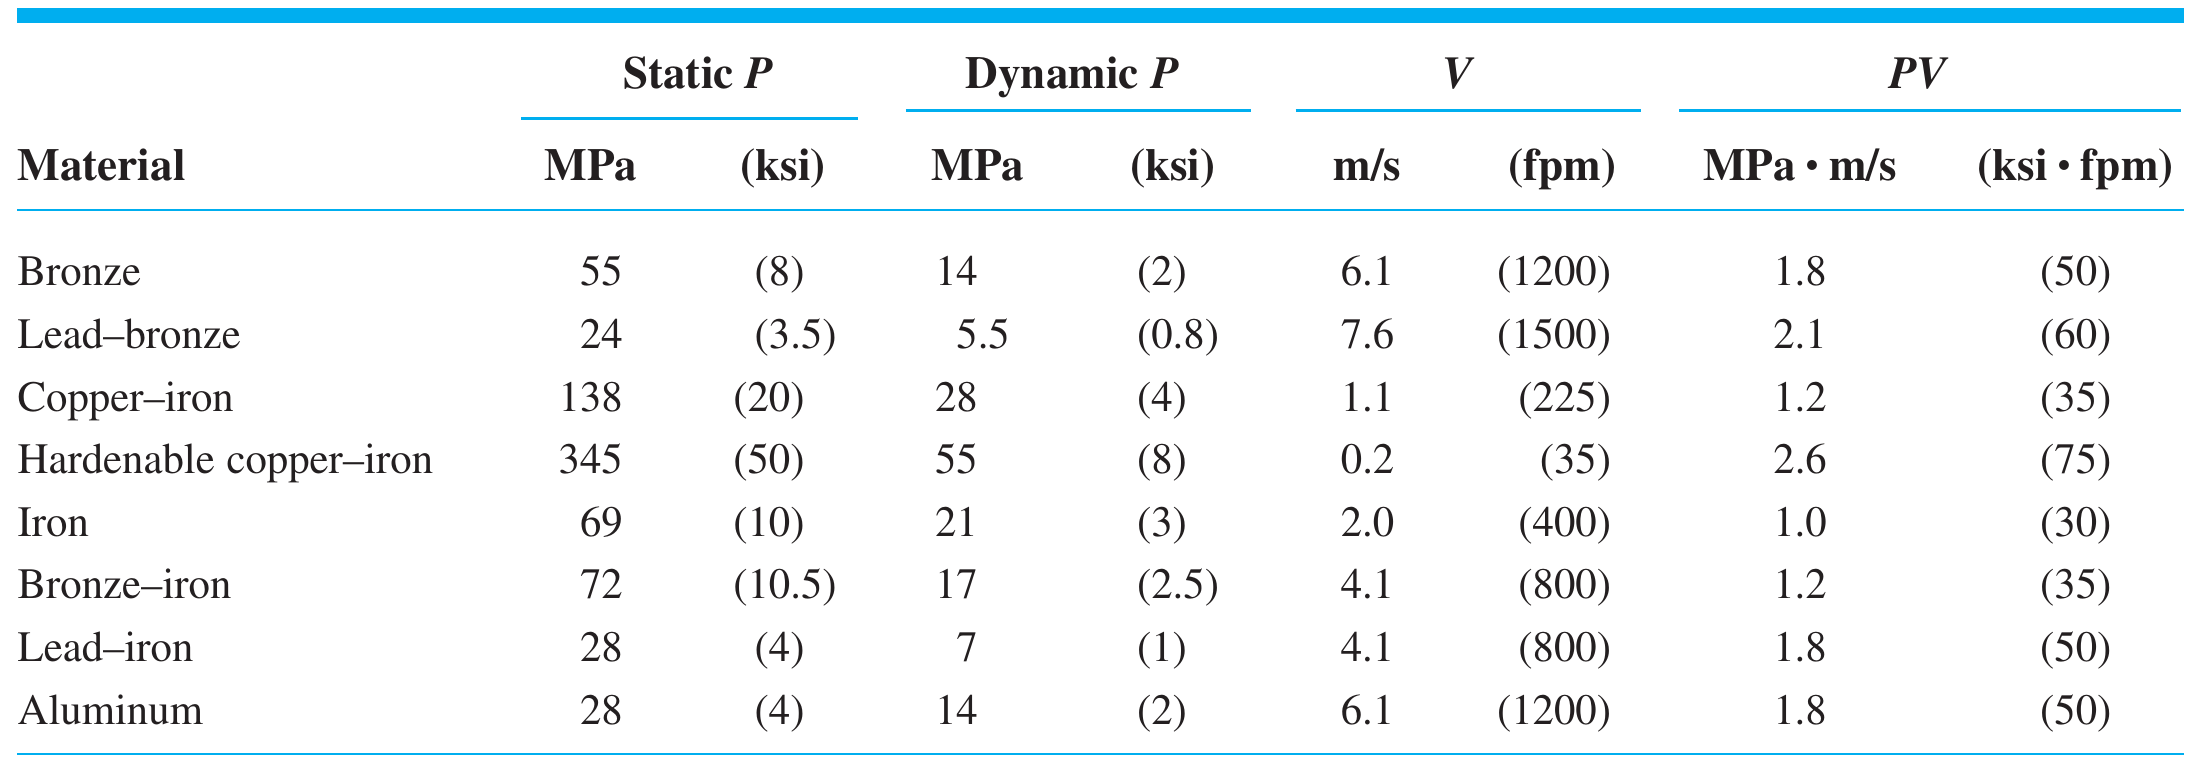 Static P Dynamic P V PV
Material MPa (ksi) MPa (ksi) m/s (fpm) MPa • m/s (ksi • fpm)
Bronze 55 (8) 14 (2) 6.1 (1200) 1.8 (50)
Lead–bronze 24 (3.5) 5.5 (0.8) 7.6 (1500) 2.1 (60)
Copper–iron 138 (20) 28 (4) 1.1 (225) 1.2 (35)
Hardenable copper–iron 345 (50) 55 (8) 0.2 (35) 2.6 (75)
Iron 69 (10) 21 (3) 2.0 (400) 1.0 (30)
Bronze–iron 72 (10.5) 17 (2.5) 4.1 (800) 1.2 (35)
Lead–iron 28 (4) 7 (1) 4.1 (800) 1.8 (50)
Aluminum 28 (4) 14 (2) 6.1 (1200) 1.8 (50)